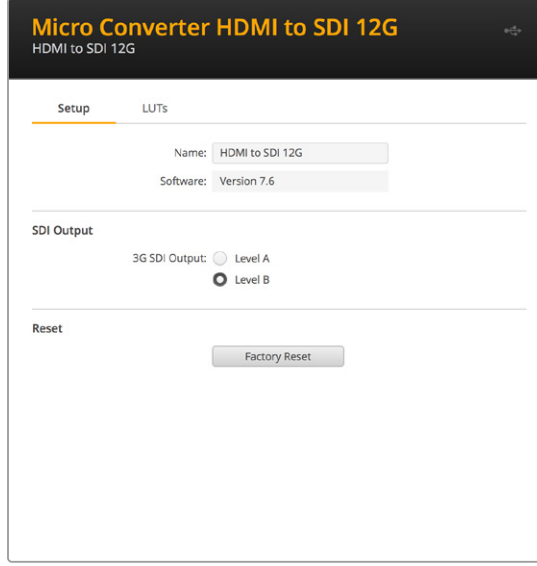 Micro Converter HDMI to SDI 12G
HDMI to SDI 12G
Setup LUTs
Name: HDMI to SDI 12G
Software: Version 7.6
SDI Output
3G SDI Output: Level A
Level B
Reset
Factory Reset